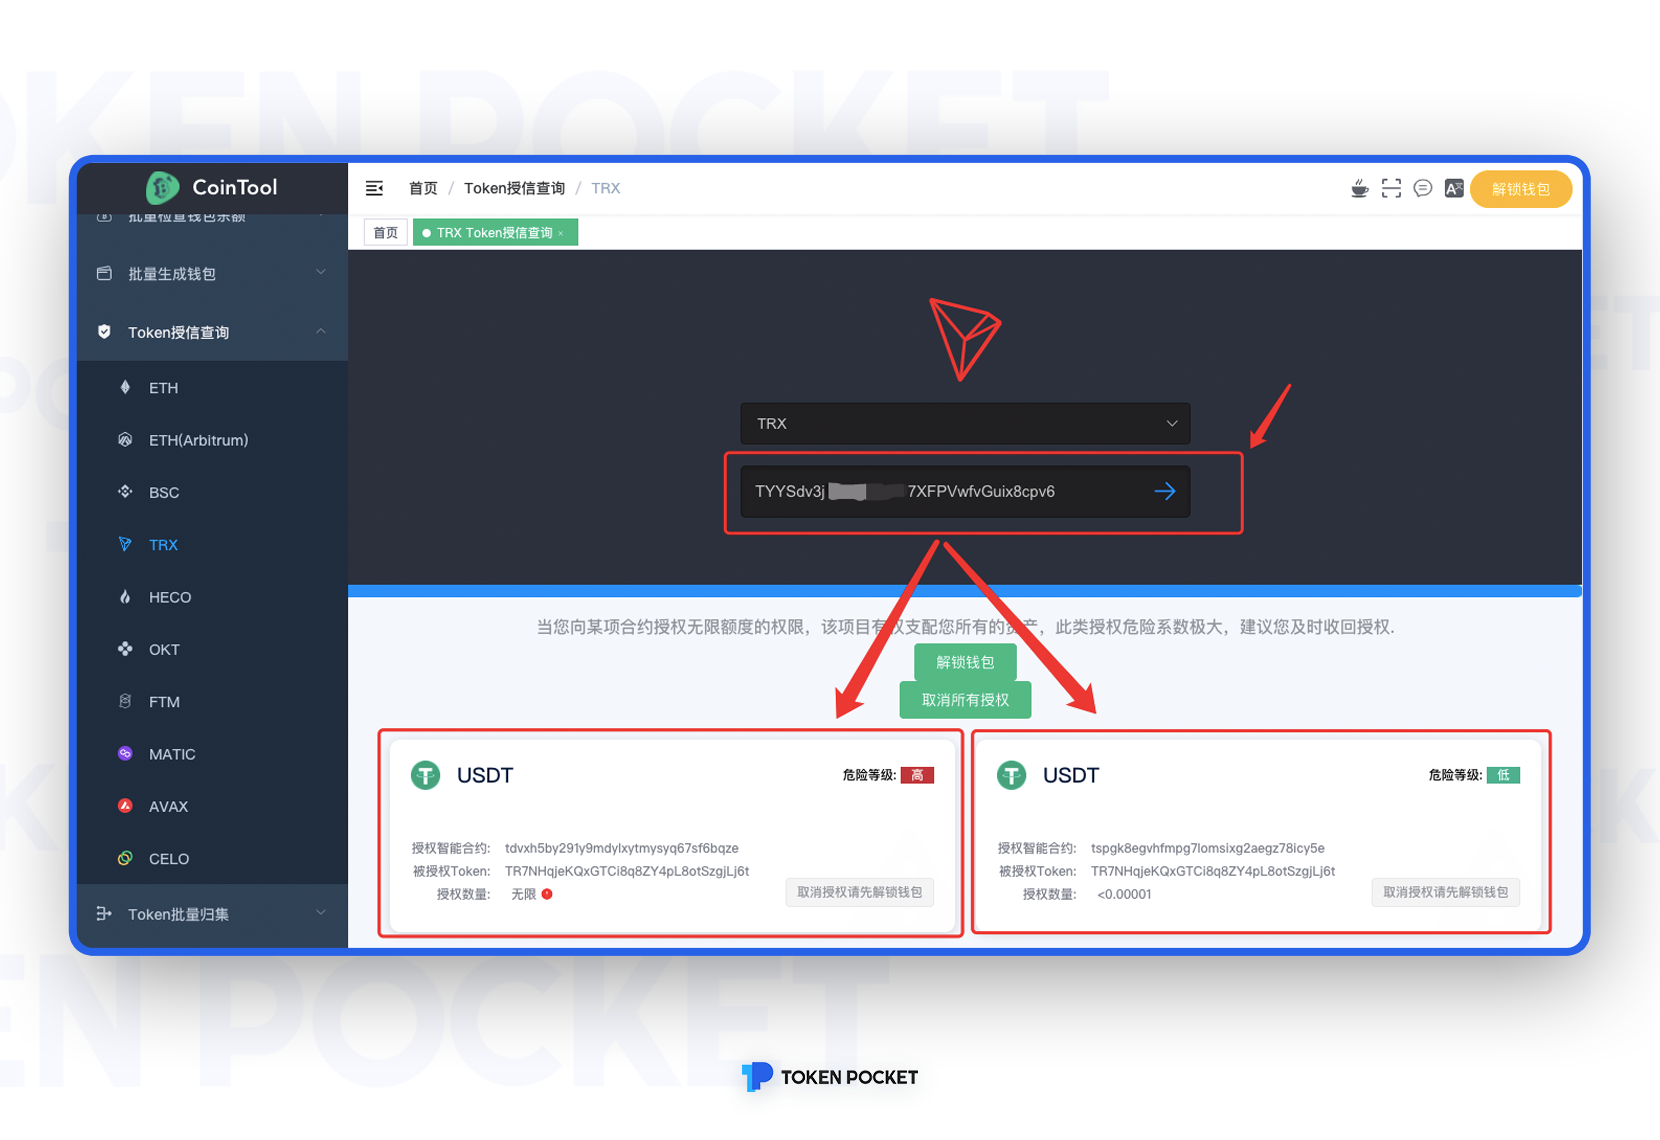 TOKEN POCKET
CoinTool
首页 / Token授信查询 / TRX
解锁钱包
批量检查钱包余额
首页
TRX Token授信查询 ×
批量生成钱包
Token授信查询
ETH
ETH(Arbitrum)
BSC
TRX
HECO
OKT
FTM
MATIC
AVAX
CELO
Token批量归集
TRX
TYYSdv3j
7XFPVwfvGuix8cpv6
当您向某项合约授权无限额度的权限，该项目有权支配您所有的资产，此类授权危险系数极大，建议您及时收回授权.
解锁钱包
取消所有授权
USDT
危险等级: 高
授权智能合约: tdvxh5by291y9mdylxytmysyq67sf6bqze
被授权Token: TR7NHqjeKQxGTCi8q8ZY4pL8otSzgjLj6t
授权数量: 无限
取消授权请先解锁钱包
USDT
危险等级: 低
授权智能合约: tspgk8egvhfmpg7lomsixg2aegz78icy5e
被授权Token: TR7NHqjeKQxGTCi8q8ZY4pL8otSzgjLj6t
授权数量: <0.00001
取消授权请先解锁钱包
EN POCKET
TOKEN POCKET